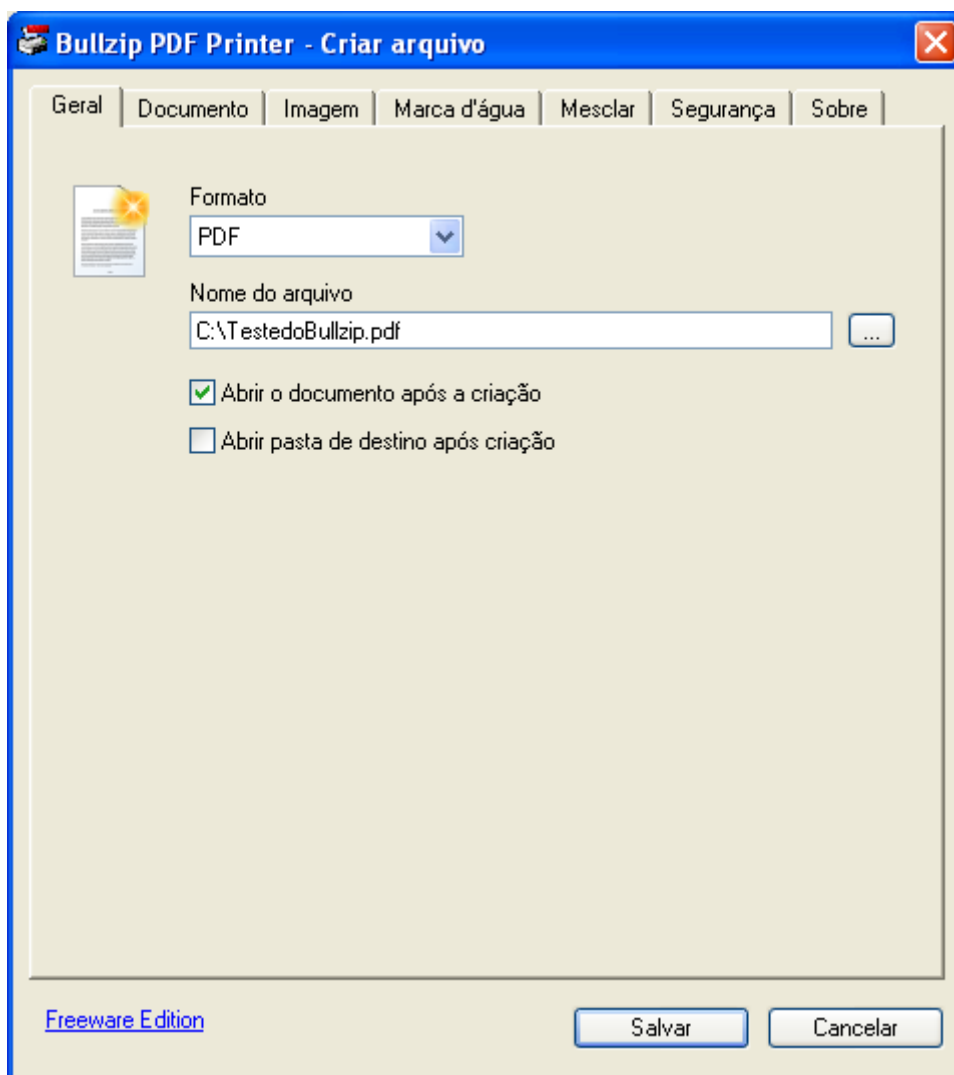 Bullzip PDF Printer - Criar arquivo
Geral Documento Imagem Marca d'água Mesclar Segurança Sobre
Formato
PDF
Nome do arquivo
C:\TestedoBullzip.pdf ...
Abrir o documento após a criação
Abrir pasta de destino após criação
Freeware Edition Salvar Cancelar